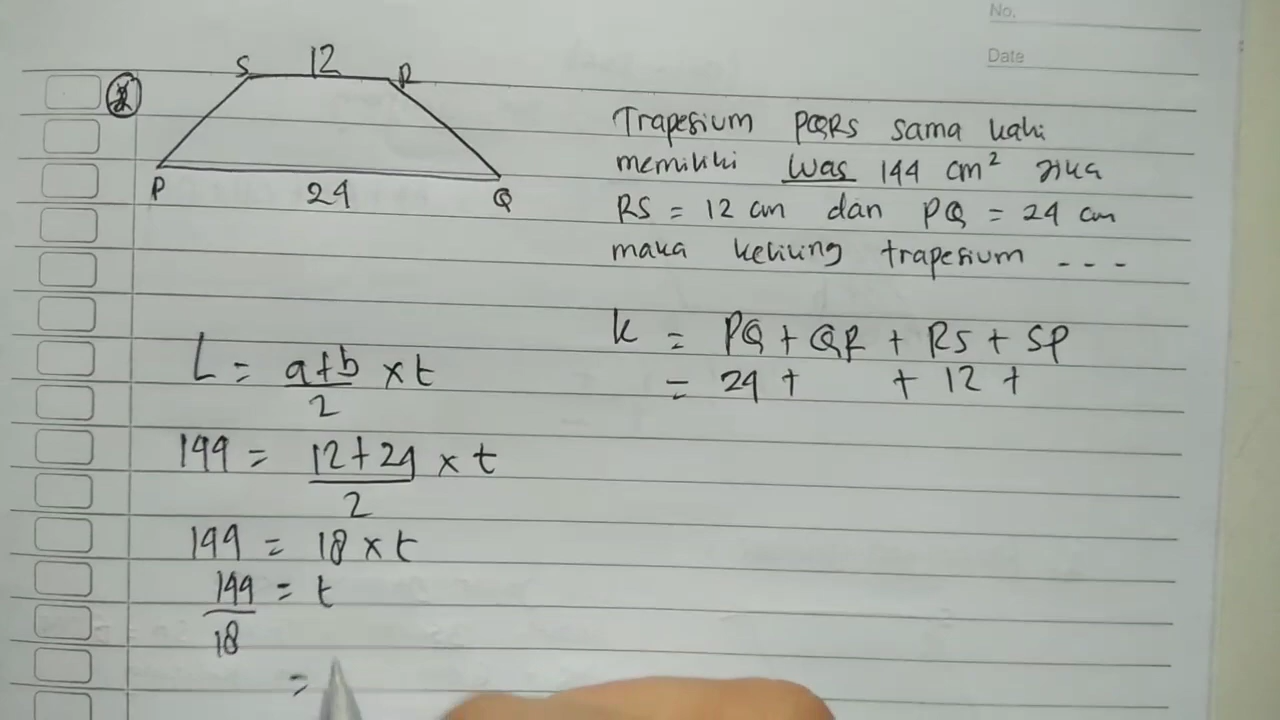 No.
Date
S 12 R
P 24 Q
Trapesium PQRS sama kaki
memiliki luas 144 cm² jika
RS = 12 cm dan PQ = 24 cm
maka keliling trapesium ---
K = PQ + QR + RS + SP
= 24 + + 12 +
L = a+b/2 × t
144 = 12+24/2 × t
144 = 18 × t
144/18 = t
=